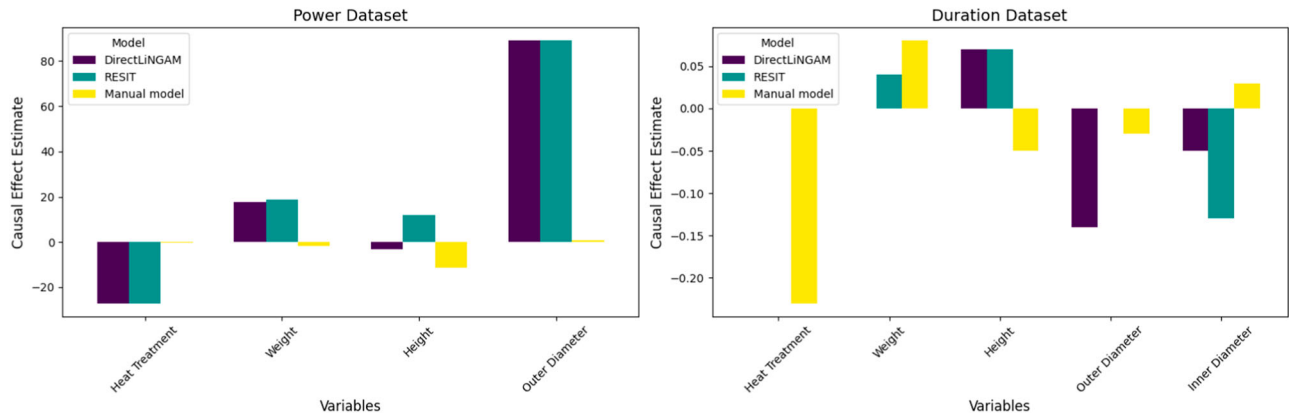 Power Dataset
Causal Effect Estimate
80
60
40
20
0
−20
Model
DirectLiNGAM
RESIT
Manual model
Heat Treatment
Weight
Height
Outer Diameter
Variables
Duration Dataset
Causal Effect Estimate
0.05
0.00
−0.05
−0.10
−0.15
−0.20
Model
DirectLiNGAM
RESIT
Manual model
Heat Treatment
Weight
Height
Outer Diameter
Inner Diameter
Variables